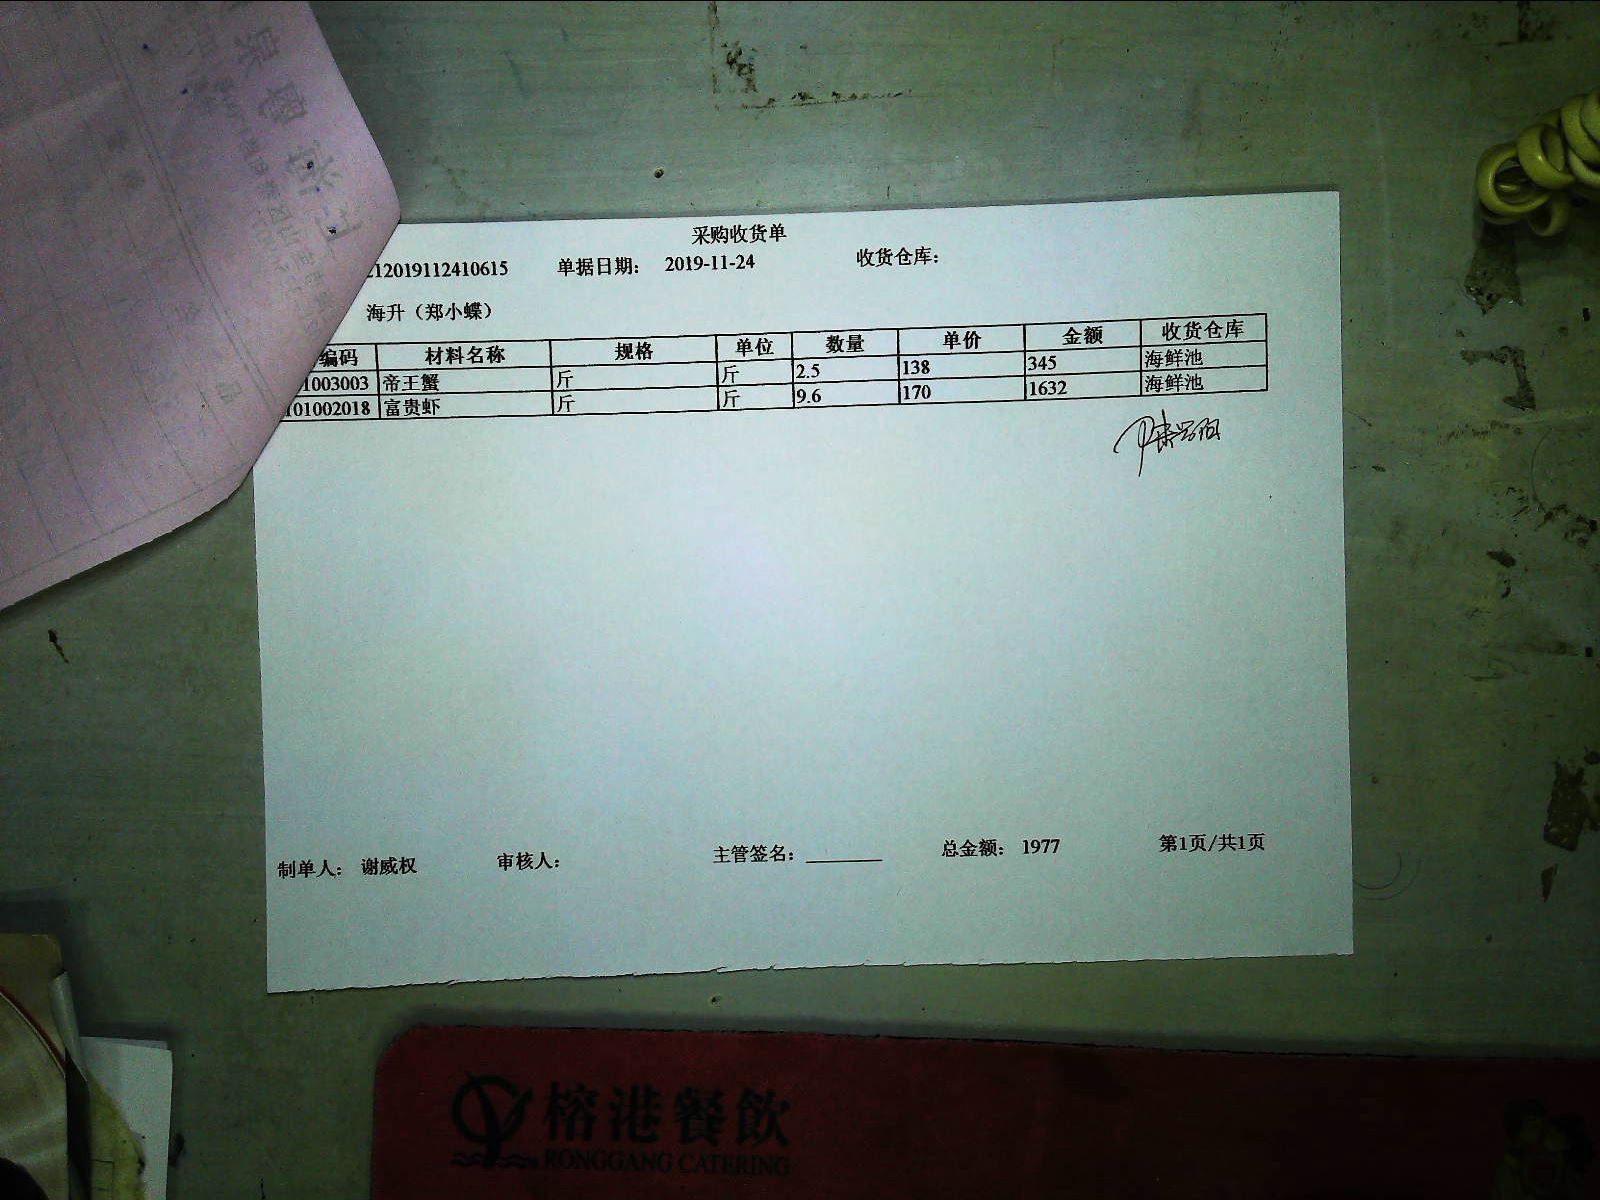 采购收货单
212019112410615 单据日期： 2019-11-24 收货仓库：
海升（郑小蝶）
编码 材料名称 规格 单位 数量 单价 金额 收货仓库
1003003 帝王蟹 斤 斤 2.5 138 345 海鲜池
101002018 富贵虾 斤 斤 9.6 170 1632 海鲜池
制单人： 谢威权 审核人： 主管签名： 总金额： 1977 第1页/共1页
榕港餐飲
RONGGANG CATERING